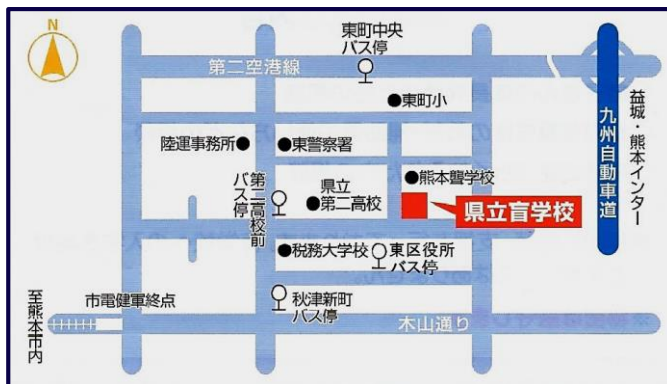 N
東町中央
バス停
第二空港線
●東町小
益城・熊本インター
九州自動車道
陸運事務所●
●東警察署
●熊本聾学校
第二高校前
バス停
県立
●第二高校
県立盲学校
●税務大学校
東区役所
バス停
秋津新町
バス停
市電健軍終点
至熊本市内
木山通り